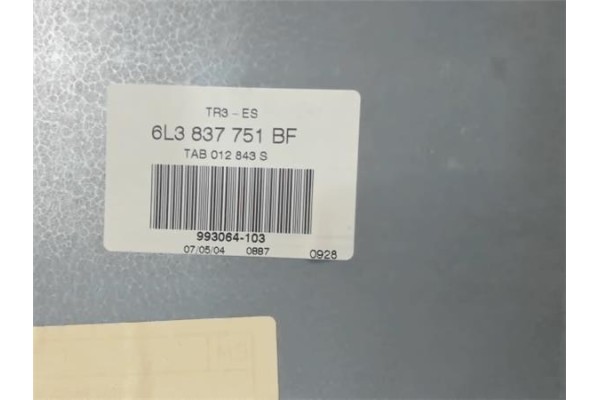 TR3 - ES
6L3 837 751 BF
TAB 012 843 S
993064-103
07/05/04 0887 0928